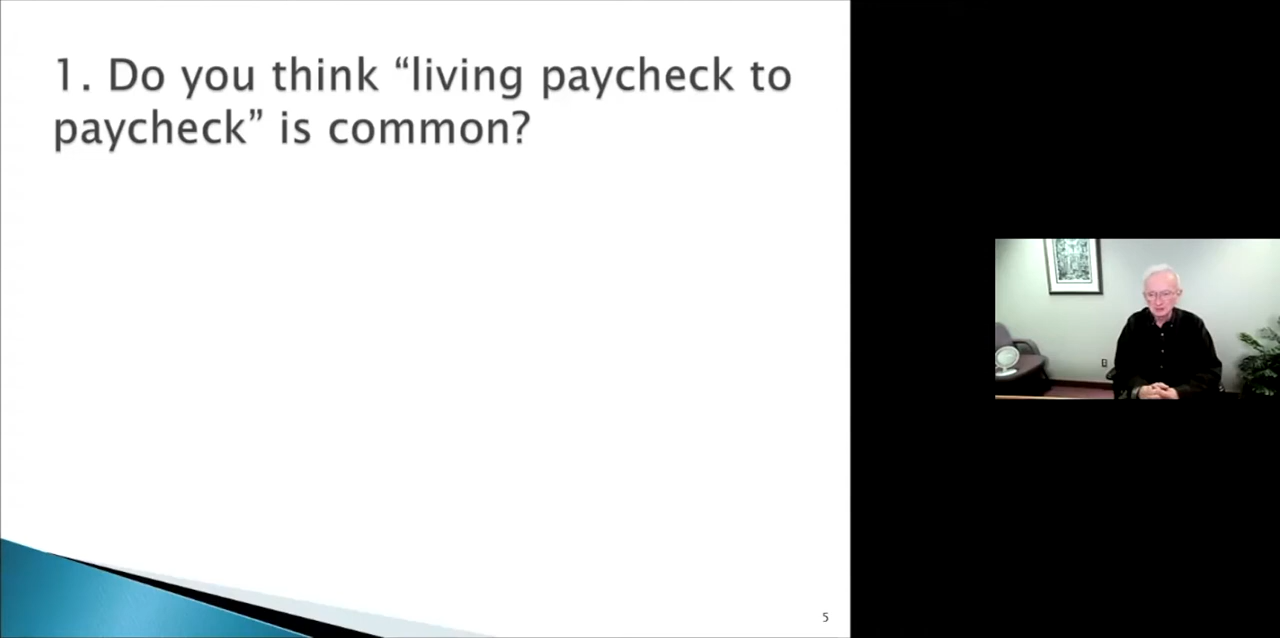 1. Do you think “living paycheck to
paycheck” is common?
5